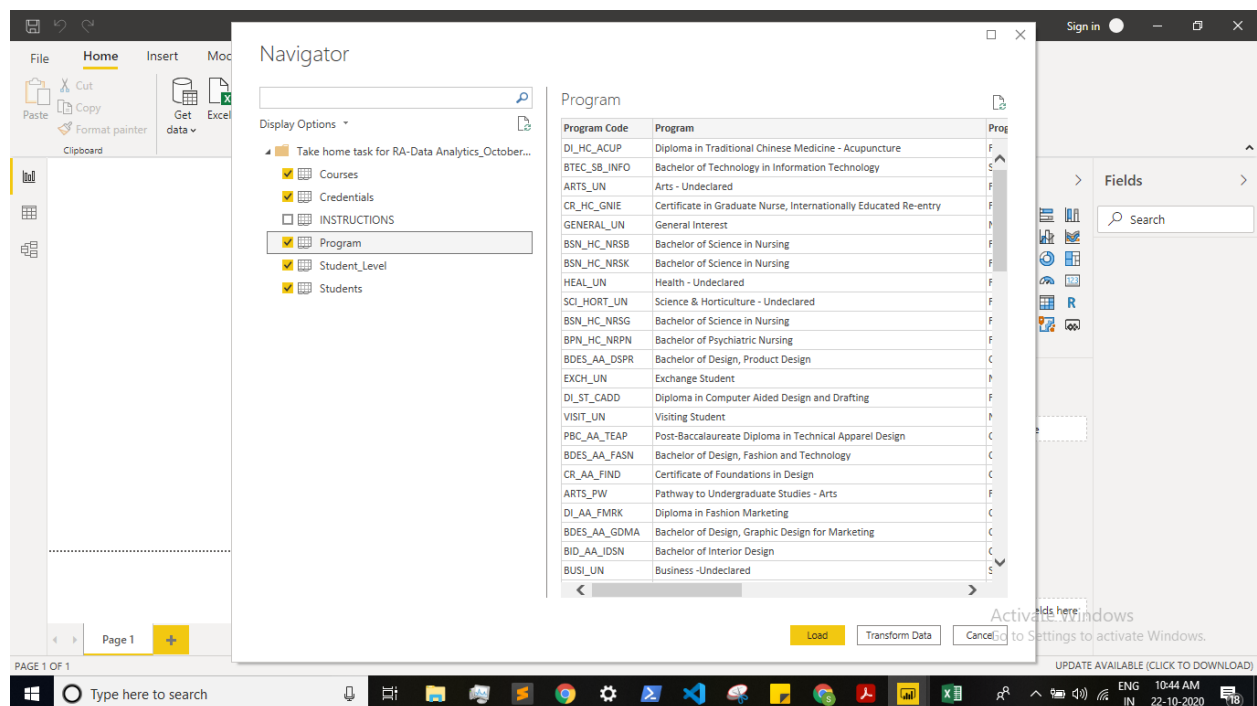 Sign in
File Home Insert Mod
Paste
Cut
Copy
Format painter
Clipboard
Get data
Excel
Navigator
Display Options
Take home task for RA-Data Analytics_October...
Courses
Credentials
INSTRUCTIONS
Program
Student_Level
Students
Program
Program Code Program Prog
DI_HC_ACUP Diploma in Traditional Chinese Medicine - Acupuncture F
BTEC_SB_INFO Bachelor of Technology in Information Technology S
ARTS_UN Arts - Undeclared F
CR_HC_GNIE Certificate in Graduate Nurse, Internationally Educated Re-entry F
GENERAL_UN General Interest N
BSN_HC_NRSB Bachelor of Science in Nursing F
BSN_HC_NRSK Bachelor of Science in Nursing F
HEAL_UN Health - Undeclared F
SCI_HORT_UN Science & Horticulture - Undeclared F
BSN_HC_NRSG Bachelor of Science in Nursing F
BPN_HC_NRPN Bachelor of Psychiatric Nursing F
BDES_AA_DSPR Bachelor of Design, Product Design C
EXCH_UN Exchange Student N
DI_ST_CADD Diploma in Computer Aided Design and Drafting F
VISIT_UN Visiting Student N
PBC_AA_TEAP Post-Baccalaureate Diploma in Technical Apparel Design C
BDES_AA_FASN Bachelor of Design, Fashion and Technology C
CR_AA_FIND Certificate of Foundations in Design C
ARTS_PW Pathway to Undergraduate Studies - Arts F
DI_AA_FMRK Diploma in Fashion Marketing C
BDES_AA_GDMA Bachelor of Design, Graphic Design for Marketing C
BID_AA_IDSN Bachelor of Interior Design C
BUSI_UN Business -Undeclared S
Load Transform Data Cancel
Fields
Search
123
R
elds here
Activate Windows
Go to Settings to activate Windows.
Page 1
PAGE 1 OF 1
UPDATE AVAILABLE (CLICK TO DOWNLOAD)
Type here to search
ENG
IN
10:44 AM
22-10-2020
18